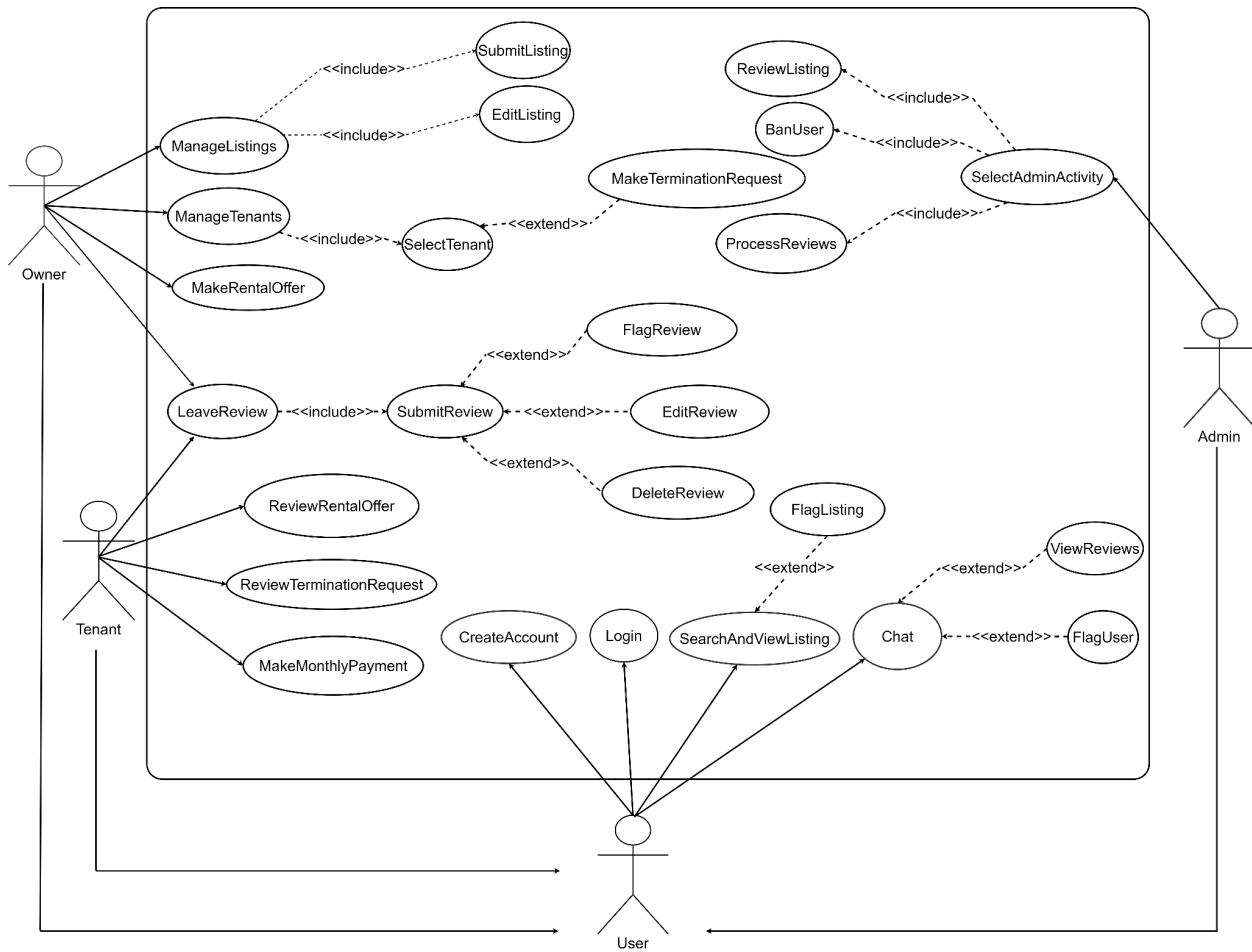 SubmitListing
<<include>>
ReviewListing
<<include>>
EditListing
<<include>>
BanUser
<<include>>
ManageListings
MakeTerminationRequest
SelectAdminActivity
ManageTenants
<<include>>
SelectTenant
<<extend>>
ProcessReviews
<<include>>
Owner
MakeRentalOffer
FlagReview
<<extend>>
LeaveReview
<<include>>
SubmitReview
<<extend>>
EditReview
Admin
<<extend>>
DeleteReview
ReviewRentalOffer
FlagListing
ViewReviews
<<extend>>
<<extend>>
ReviewTerminationRequest
Tenant
CreateAccount
Login
SearchAndViewListing
Chat
<<extend>>
FlagUser
MakeMonthlyPayment
User